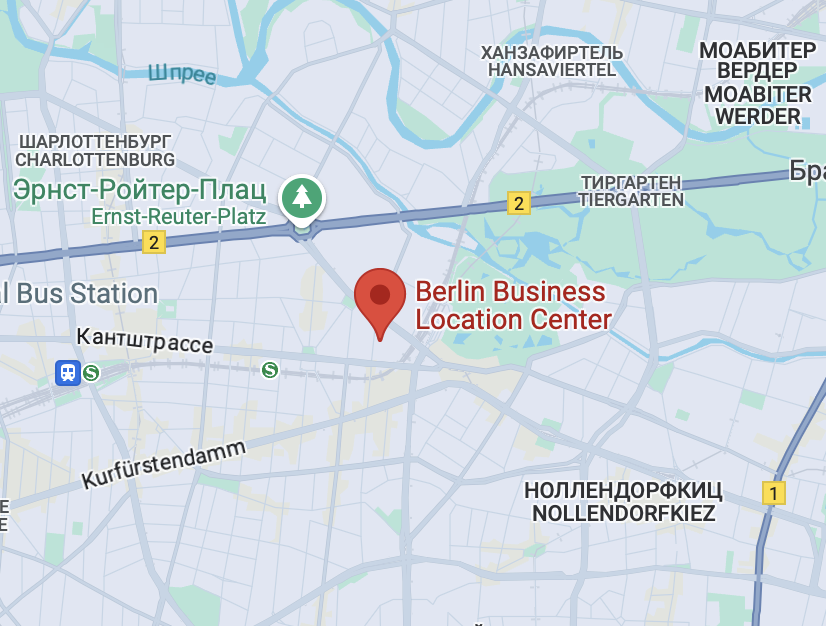 ХАНЗАФИРТЕЛЬ
HANSAVIERTEL
МОАБИТЕР
ВЕРДЕР
MOABITER
WERDER
Шпрее
ШАРЛОТТЕНБУРГ
CHARLOTTENBURG
Эрнст-Ройтер-Плац
Ernst-Reuter-Platz
ТИРГАРТЕН
TIERGARTEN
Бра
2
2
l Bus Station
Berlin Business
Location Center
Кантштрассе
S
S
Kurfürstendamm
НОЛЛЕНДОРФКИЦ
NOLLENDORFKIEZ
1
E
E